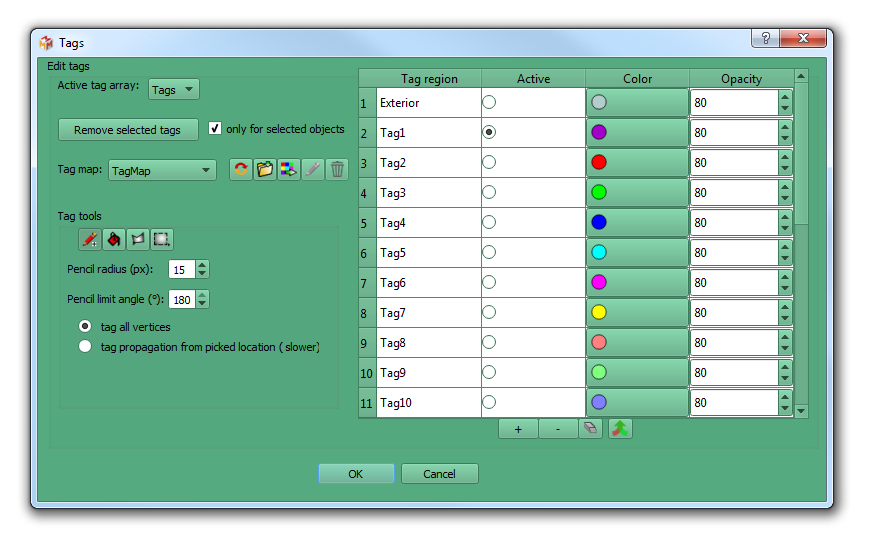 Tags
?
Edit tags
Active tag array: Tags
Remove selected tags
only for selected objects
Tag map: TagMap
Tag tools
Pencil radius (px): 15
Pencil limit angle (°): 180
tag all vertices
tag propagation from picked location ( slower)
Tag region Active Color Opacity
1 Exterior 80
2 Tag1 80
3 Tag2 80
4 Tag3 80
5 Tag4 80
6 Tag5 80
7 Tag6 80
8 Tag7 80
9 Tag8 80
10 Tag9 80
11 Tag10 80
+ -
OK Cancel